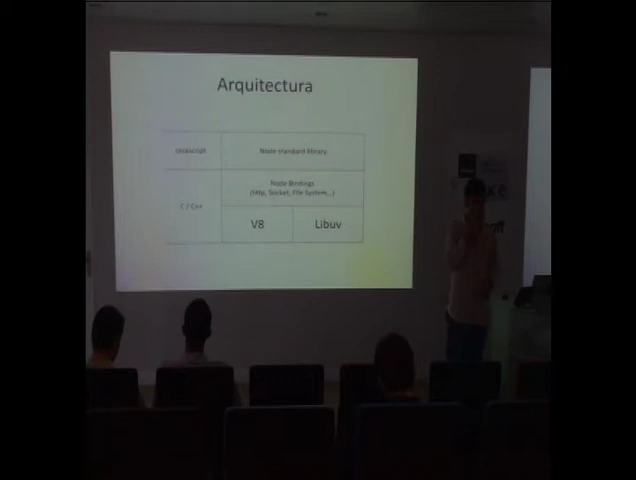 Arquitectura
Javascript
Node standard library
Node Bindings
(Http, Socket, File System,..)
C / C++
V8
Libuv